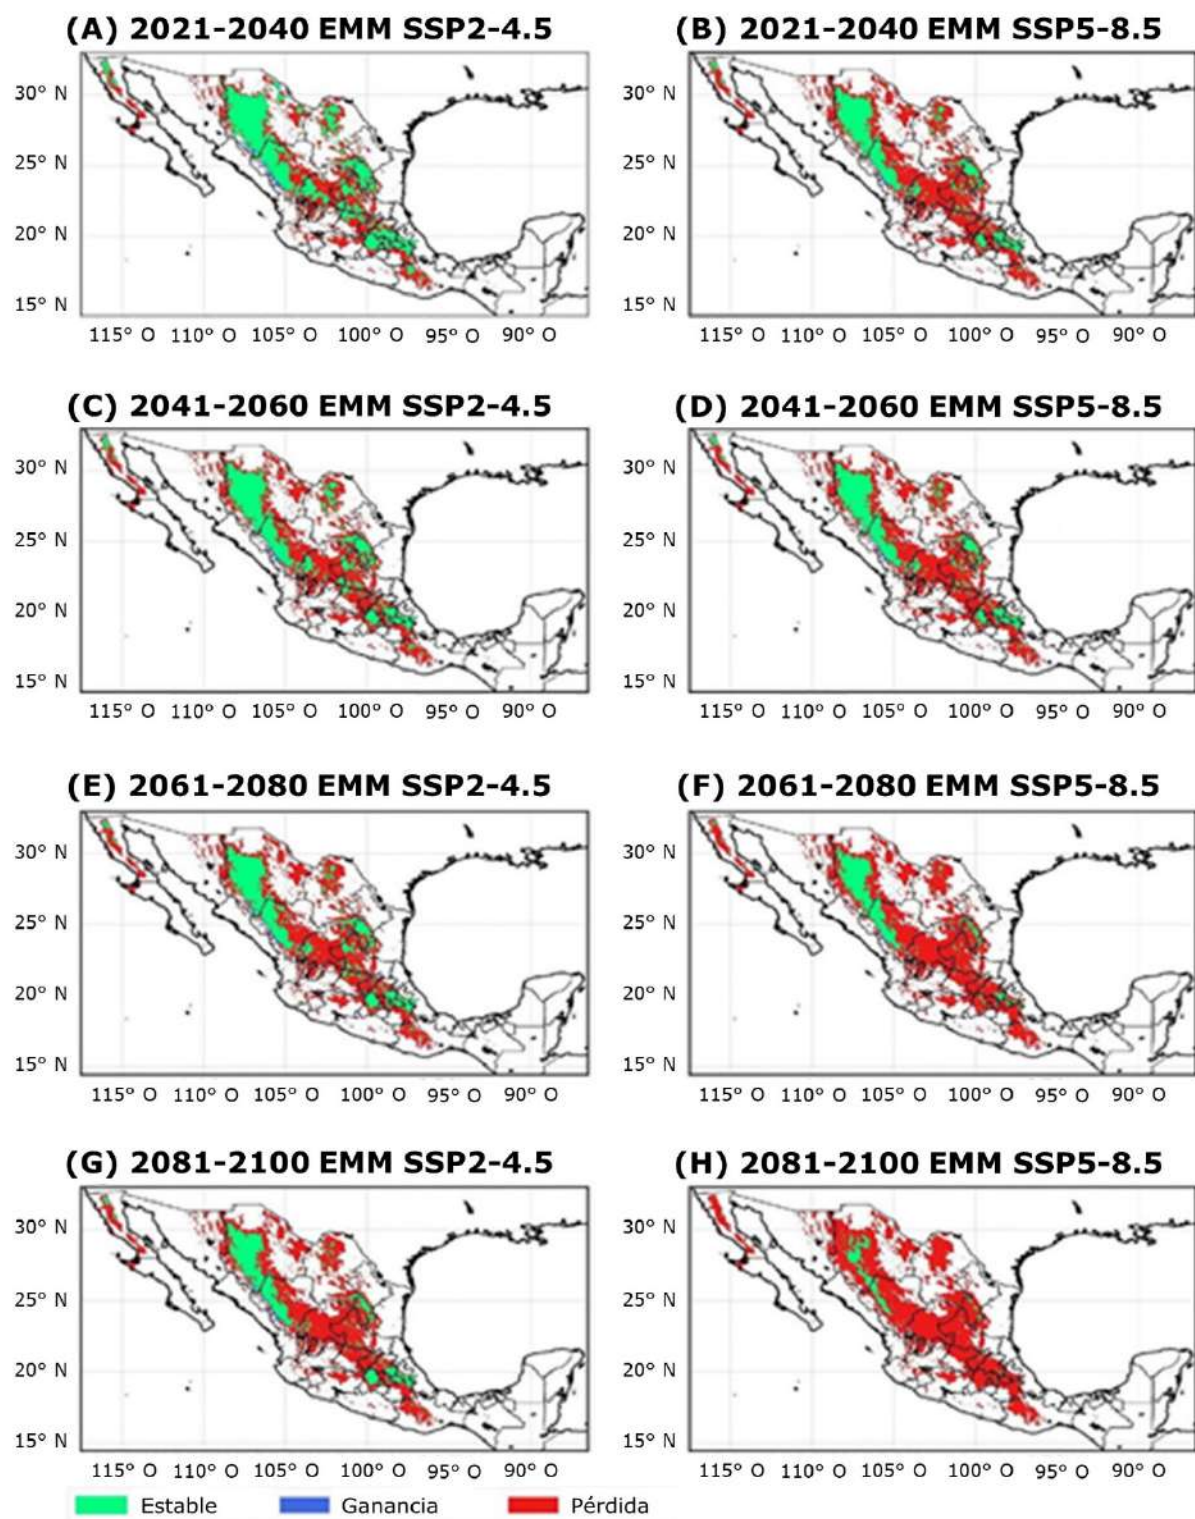 (A) 2021-2040 EMM SSP2-4.5
(B) 2021-2040 EMM SSP5-8.5
30° N
25° N
20° N
15° N
115° O 110° O 105° O 100° O 95° O 90° O
30° N
25° N
20° N
15° N
115° O 110° O 105° O 100° O 95° O 90° O
(C) 2041-2060 EMM SSP2-4.5
(D) 2041-2060 EMM SSP5-8.5
30° N
25° N
20° N
15° N
115° O 110° O 105° O 100° O 95° O 90° O
30° N
25° N
20° N
15° N
115° O 110° O 105° O 100° O 95° O 90° O
(E) 2061-2080 EMM SSP2-4.5
(F) 2061-2080 EMM SSP5-8.5
30° N
25° N
20° N
15° N
115° O 110° O 105° O 100° O 95° O 90° O
30° N
25° N
20° N
15° N
115° O 110° O 105° O 100° O 95° O 90° O
(G) 2081-2100 EMM SSP2-4.5
(H) 2081-2100 EMM SSP5-8.5
30° N
25° N
20° N
15° N
115° O 110° O 105° O 100° O 95° O 90° O
30° N
25° N
20° N
15° N
115° O 110° O 105° O 100° O 95° O 90° O
Estable Ganancia Pérdida